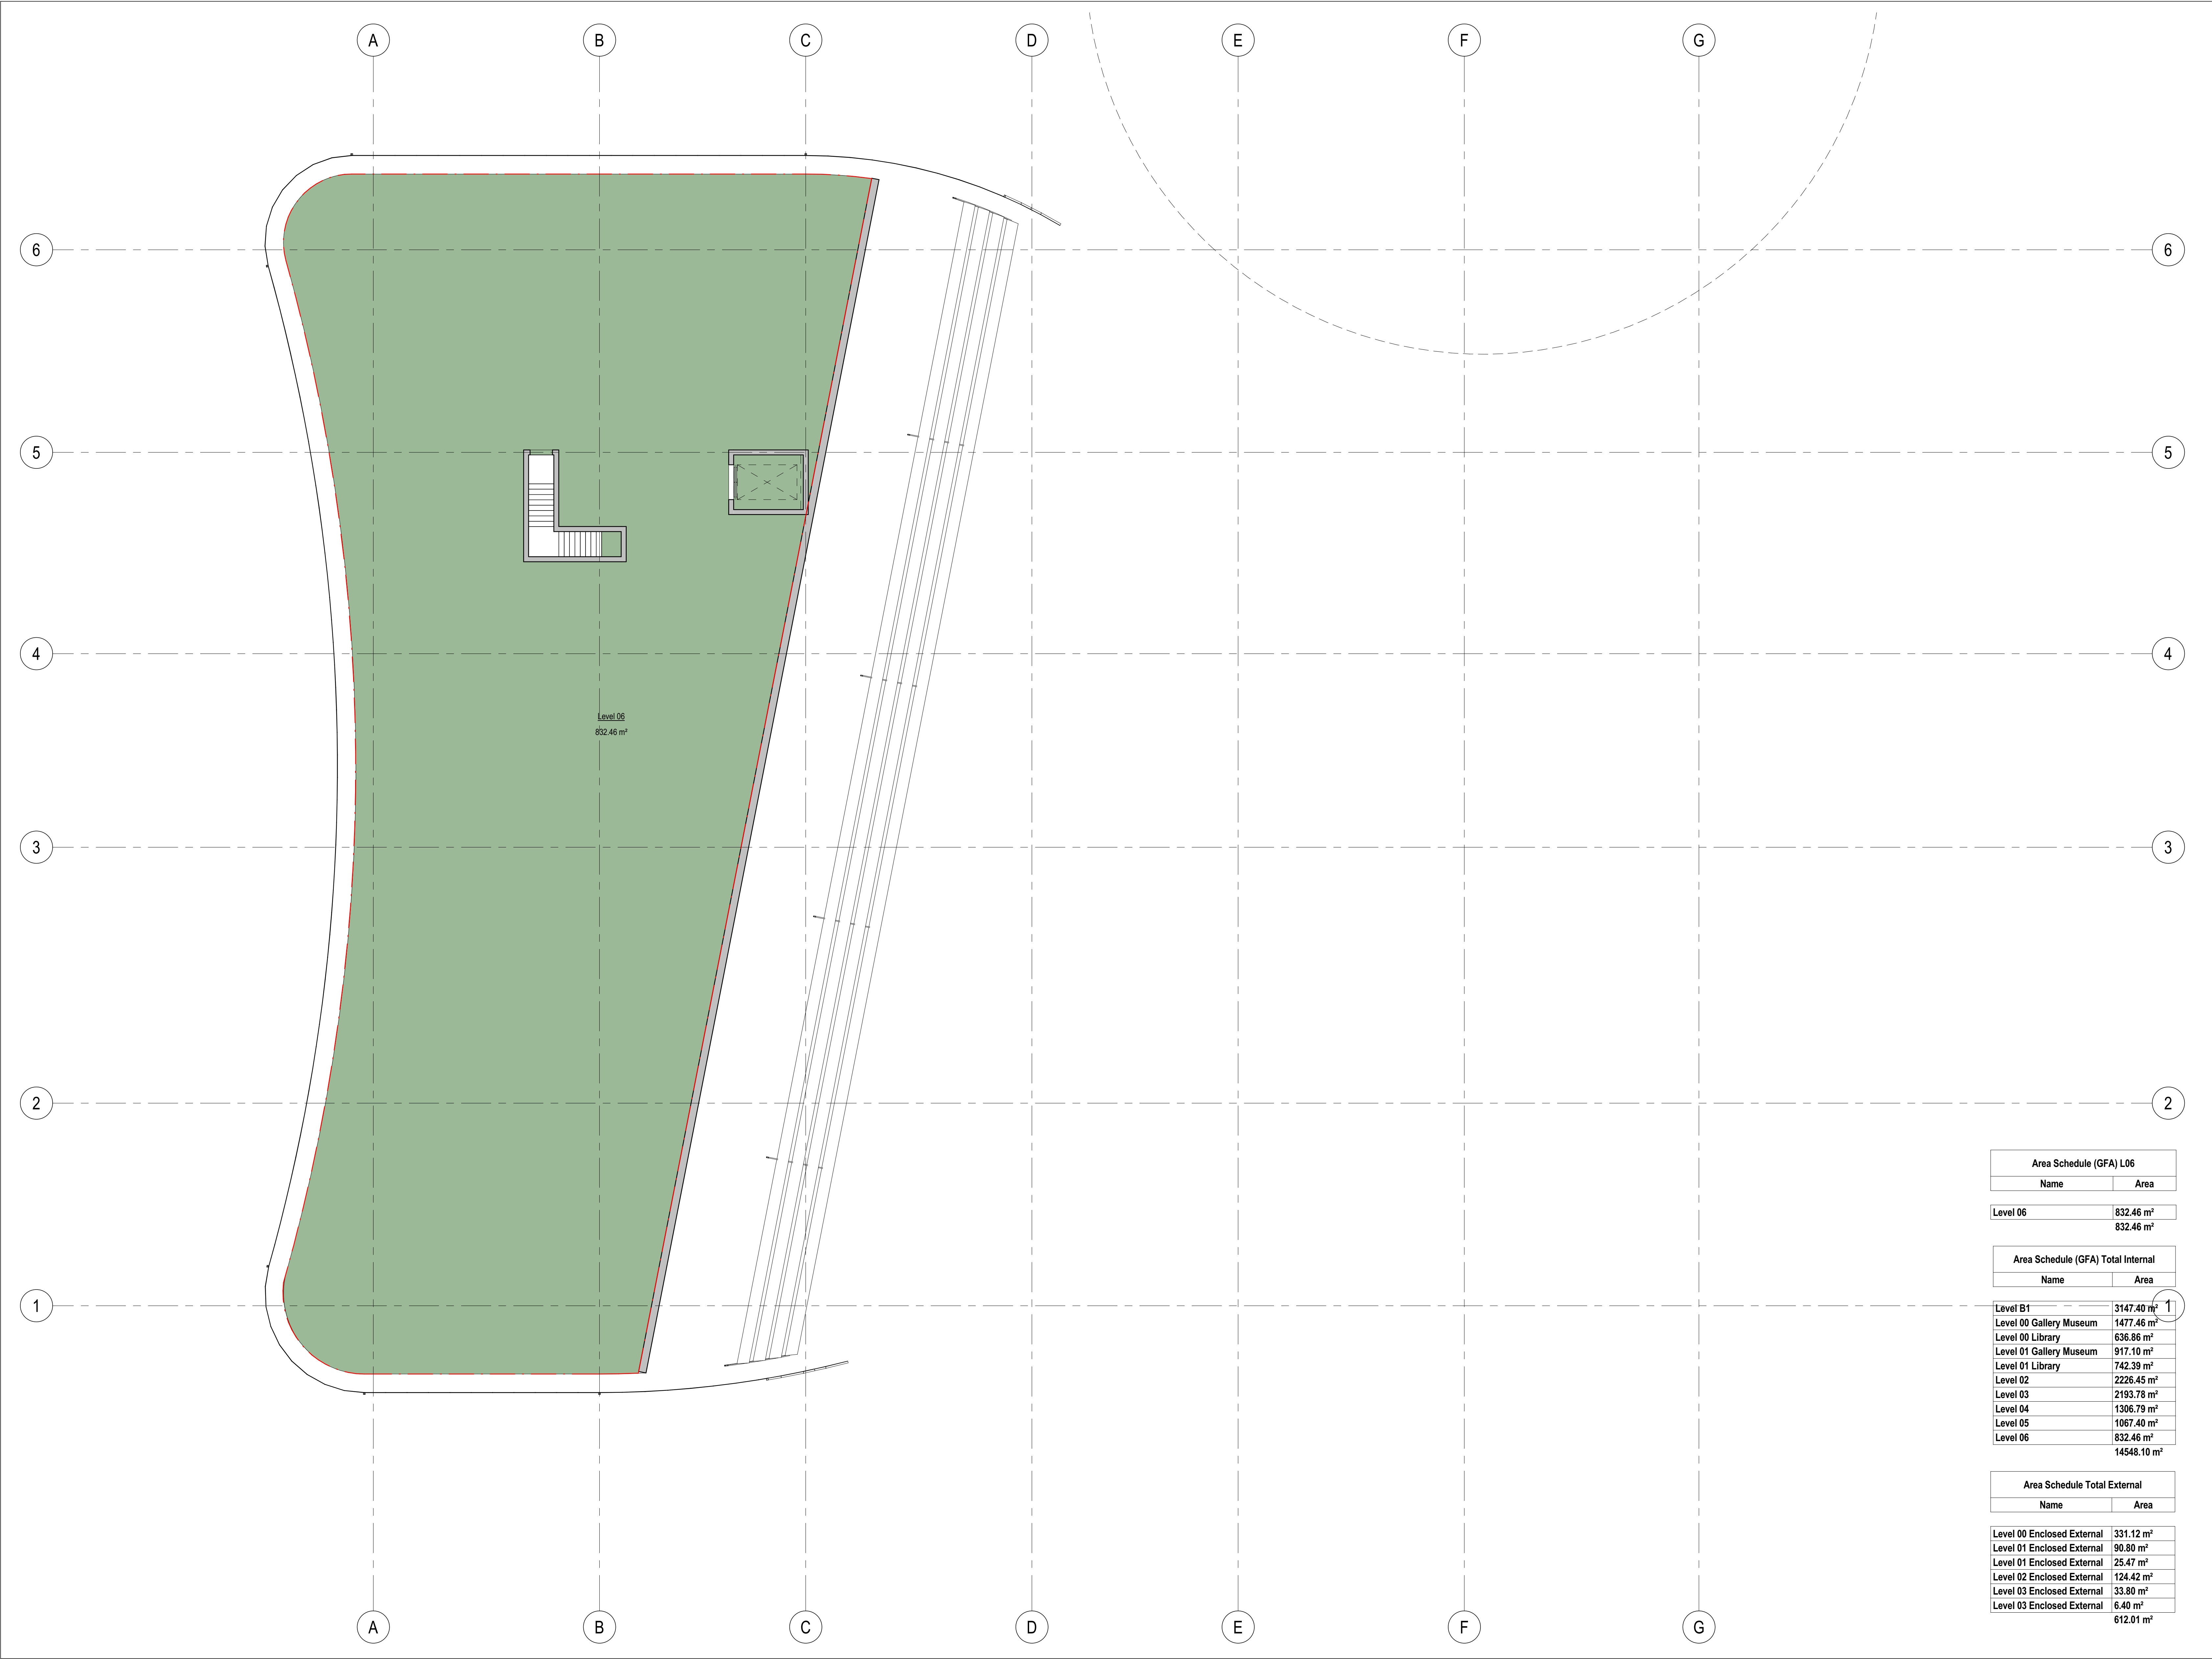 A B C D E F G
6 6
5 5
4 4
Level 06
832.46 m²
3 3
2 2
Area Schedule (GFA) L06
Name Area
Level 06 832.46 m²
832.46 m²
Area Schedule (GFA) Total Internal
Name Area
1 1
Level B1 3147.40 m²
Level 00 Gallery Museum 1477.46 m²
Level 00 Library 636.86 m²
Level 01 Gallery Museum 917.10 m²
Level 01 Library 742.39 m²
Level 02 2226.45 m²
Level 03 2193.78 m²
Level 04 1306.79 m²
Level 05 1067.40 m²
Level 06 832.46 m²
14548.10 m²
Area Schedule Total External
Name Area
Level 00 Enclosed External 331.12 m²
Level 01 Enclosed External 90.80 m²
Level 01 Enclosed External 25.47 m²
Level 02 Enclosed External 124.42 m²
Level 03 Enclosed External 33.80 m²
Level 03 Enclosed External 6.40 m²
612.01 m²
A B C D E F G